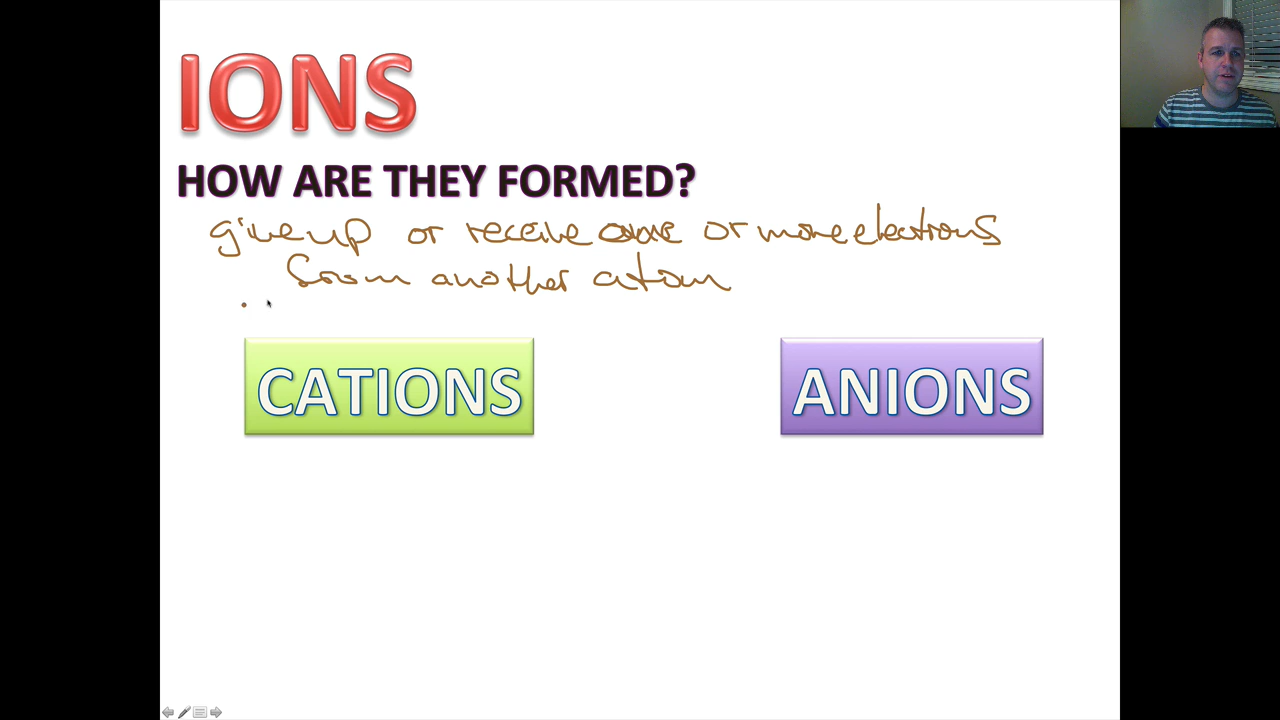 IONS
HOW ARE THEY FORMED?
give up or receive one or more electrons
from another atom
CATIONS
ANIONS